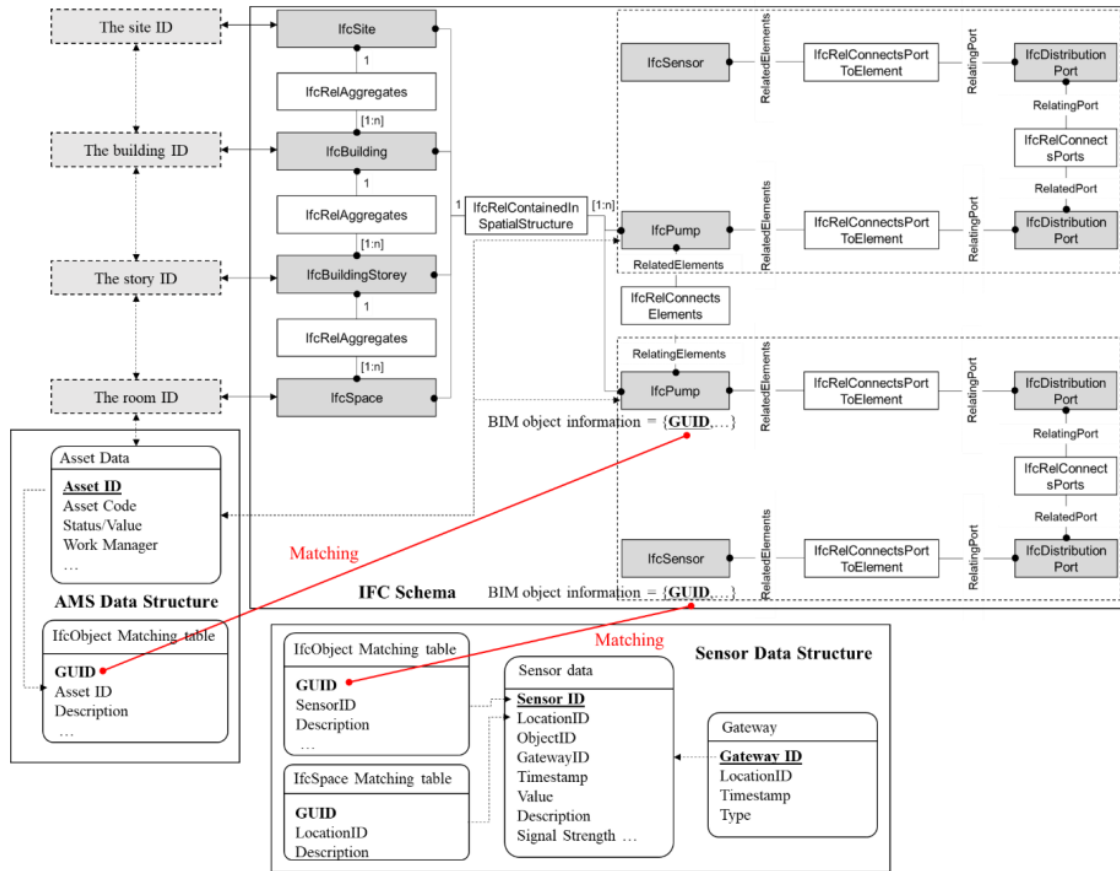 The site ID
The building ID
The story ID
The room ID
IfcSite
1
IfcRelAggregates
[1:n]
IfcBuilding
1
IfcRelAggregates
[1:n]
IfcBuildingStorey
1
IfcRelAggregates
[1:n]
IfcSpace
1
IfcRelContainedIn
SpatialStructure
[1:n]
IfcSensor
RelatedElements
IfcRelConnectsPort
ToElement
RelatingPort
IfcDistribution
Port
RelatingPort
IfcRelConnect
sPorts
RelatedPort
IfcPump
RelatedElements
IfcRelConnectsPort
ToElement
RelatingPort
IfcDistribution
Port
RelatedElements
IfcRelConnects
Elements
RelatingElements
IfcPump
RelatedElements
IfcRelConnectsPort
ToElement
RelatingPort
IfcDistribution
Port
BIM object information = {GUID,…}
RelatingPort
IfcRelConnect
sPorts
RelatedPort
IfcSensor
RelatedElements
IfcRelConnectsPort
ToElement
RelatingPort
IfcDistribution
Port
BIM object information = {GUID,…}
IFC Schema
Matching
Matching
Asset Data
Asset ID
Asset Code
Status/Value
Work Manager
…
AMS Data Structure
IfcObject Matching table
GUID
Asset ID
Description
…
IfcObject Matching table
GUID
SensorID
Description
…
IfcSpace Matching table
GUID
LocationID
Description
Sensor Data Structure
Sensor data
Sensor ID
LocationID
ObjectID
GatewayID
Timestamp
Value
Description
Signal Strength …
Gateway
Gateway ID
LocationID
Timestamp
Type